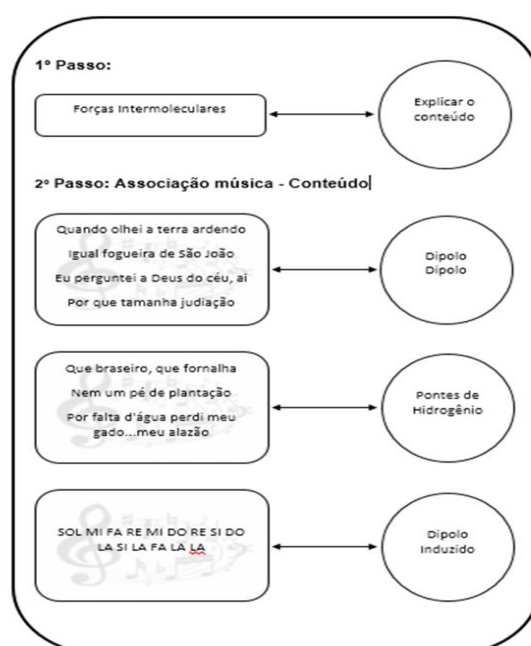 1º Passo:
Forças Intermoleculares
Explicar o
conteúdo
2º Passo: Associação música - Conteúdo
Quando olhei a terra ardendo
Igual fogueira de São João
Eu perguntei a Deus do céu, ai
Por que tamanha judiação
Dipolo
Dipolo
Que braseiro, que fornalha
Nem um pé de plantação
Por falta d'água perdi meu
gado...meu alazão
Pontes de
Hidrogênio
SOL MI FA RE MI DO RE SI DO
LA SI LA FA LA LA
Dipolo
Induzido